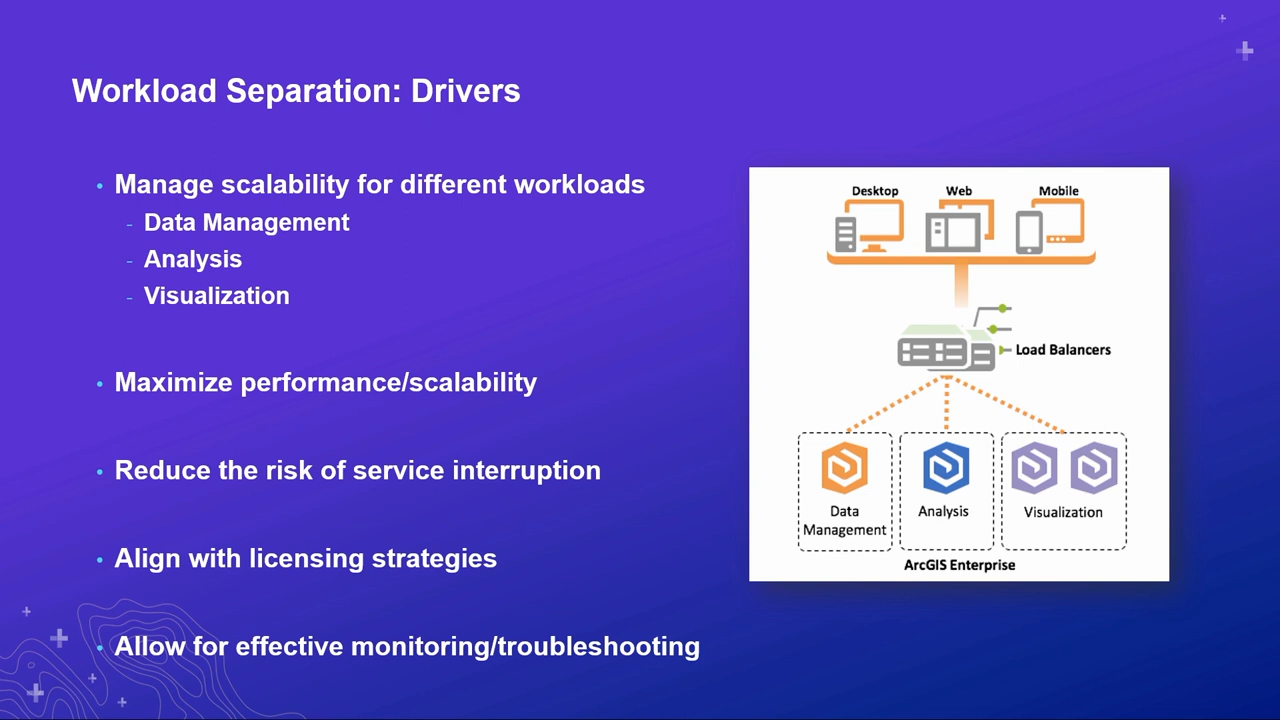 Workload Separation: Drivers
• Manage scalability for different workloads
- Data Management
- Analysis
- Visualization
• Maximize performance/scalability
• Reduce the risk of service interruption
• Align with licensing strategies
• Allow for effective monitoring/troubleshooting
Desktop Web Mobile
Load Balancers
Data
Management
Analysis
Visualization
ArcGIS Enterprise